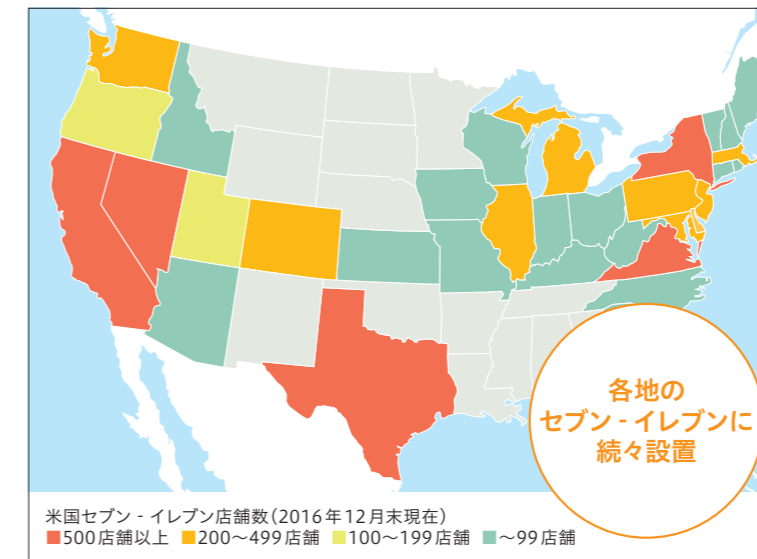 各地の
セブン‐イレブンに
続々設置
米国セブン‐イレブン店舗数(2016年12月末現在)
■500店舗以上 ■200～499店舗 ■100～199店舗 ■～99店舗